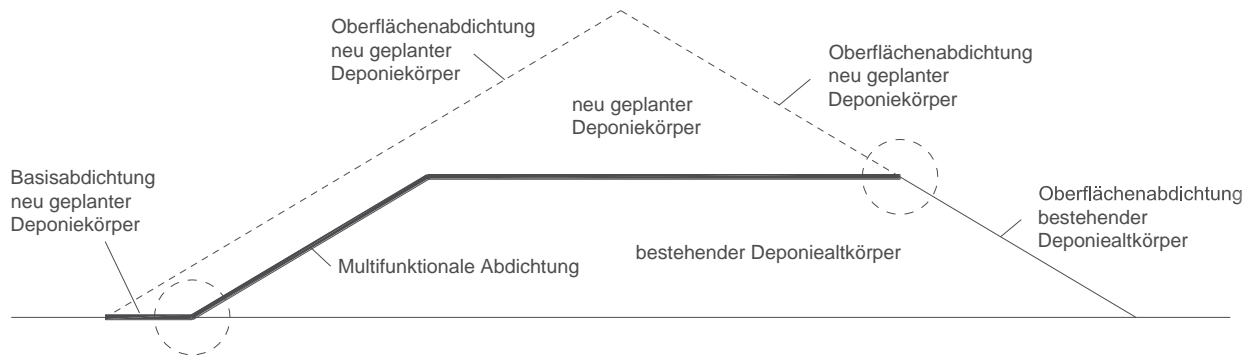 Oberflächenabdichtung
neu geplanter
Deponiekörper
Oberflächenabdichtung
neu geplanter
Deponiekörper
neu geplanter
Deponiekörper
Basisabdichtung
neu geplanter
Deponiekörper
Oberflächenabdichtung
bestehender
Deponiealtkörper
bestehender Deponiealtkörper
Multifunktionale Abdichtung